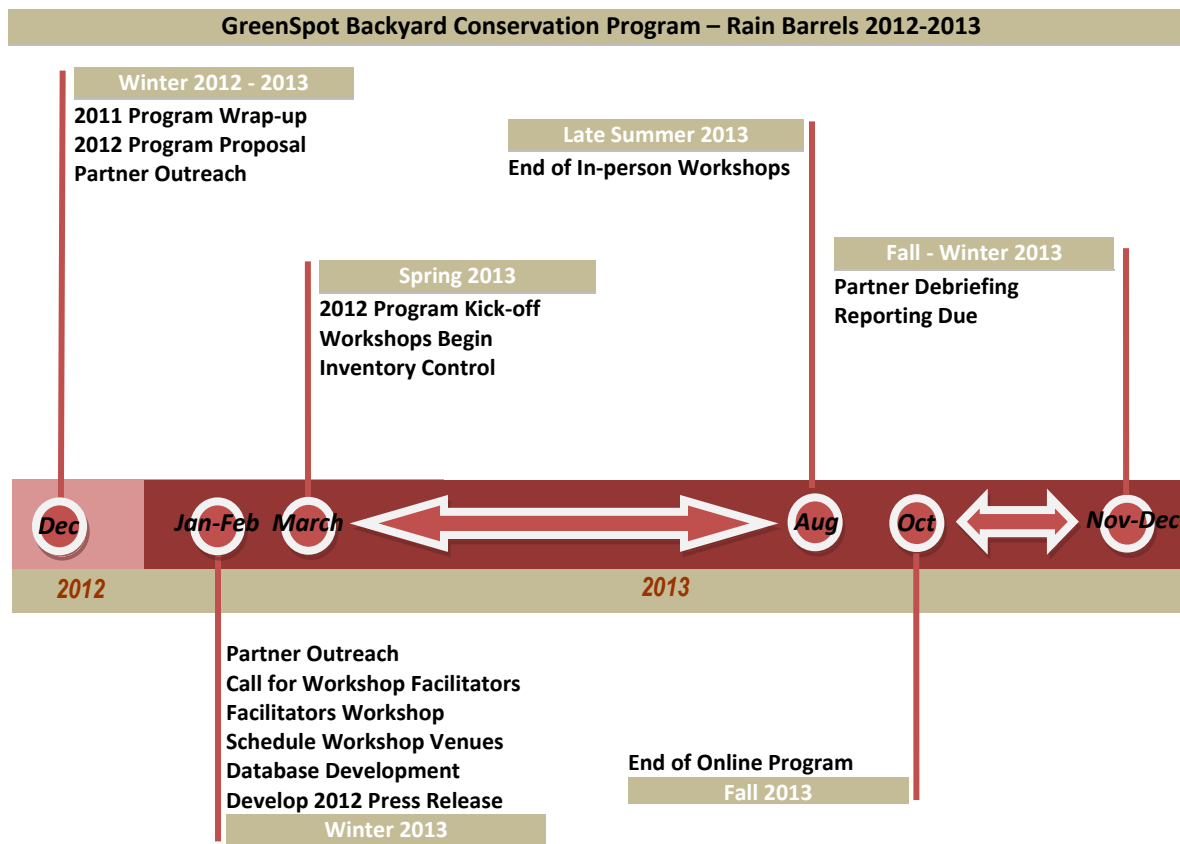 GreenSpot Backyard Conservation Program – Rain Barrels 2012-2013
Winter 2012 - 2013
2011 Program Wrap-up
2012 Program Proposal
Partner Outreach
Late Summer 2013
End of In-person Workshops
Fall - Winter 2013
Partner Debriefing
Reporting Due
Spring 2013
2012 Program Kick-off
Workshops Begin
Inventory Control
Dec
Jan-Feb
March
Aug
Oct
Nov-Dec
2012
2013
Partner Outreach
Call for Workshop Facilitators
Facilitators Workshop
Schedule Workshop Venues
Database Development
Develop 2012 Press Release
Winter 2013
End of Online Program
Fall 2013